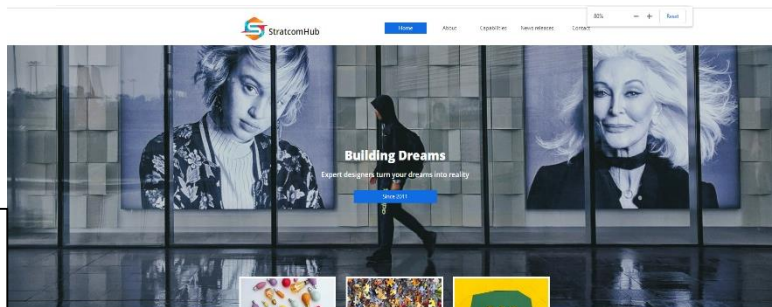 80% − + Reset
StratcomHub
Home About Capabilities News releases Contact
Building Dreams
Expert designers turn your dreams into reality
Since 2011